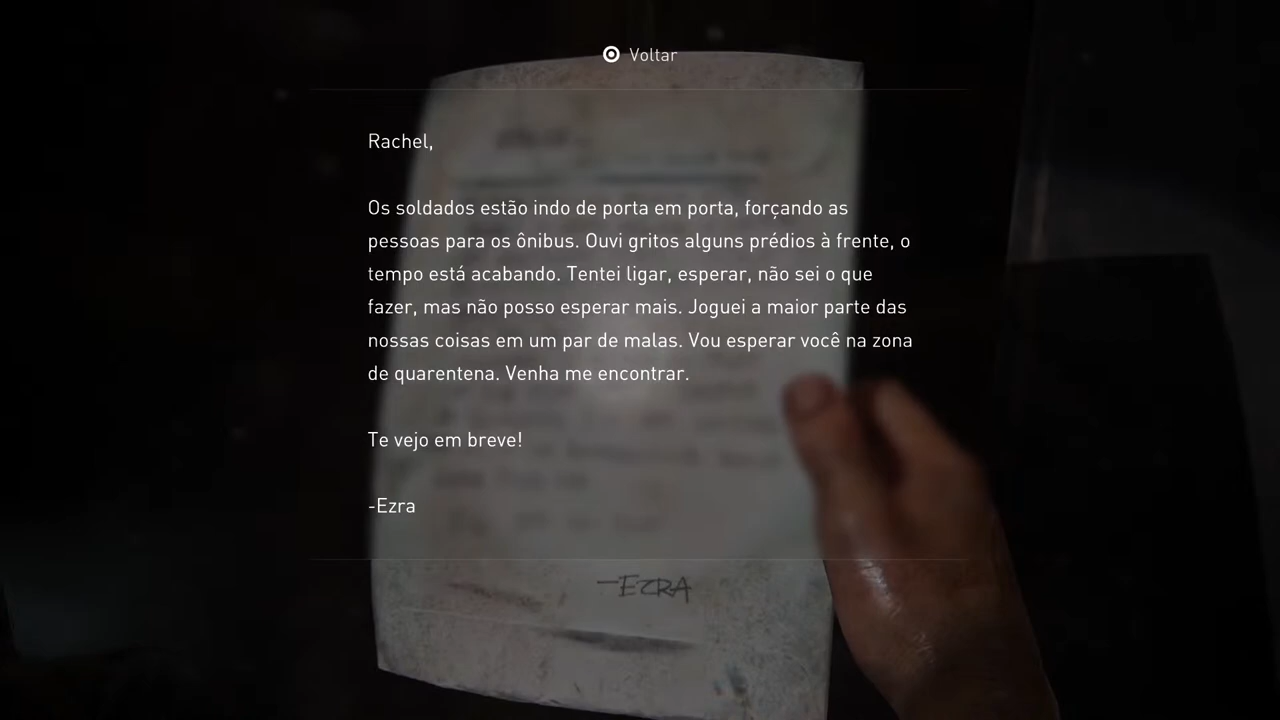 Voltar
Rachel,
Os soldados estão indo de porta em porta, forçando as
pessoas para os ônibus. Ouvi gritos alguns prédios à frente, o
tempo está acabando. Tentei ligar, esperar, não sei o que
fazer, mas não posso esperar mais. Joguei a maior parte das
nossas coisas em um par de malas. Vou esperar você na zona
de quarentena. Venha me encontrar.
Te vejo em breve!
-Ezra
—EZRA